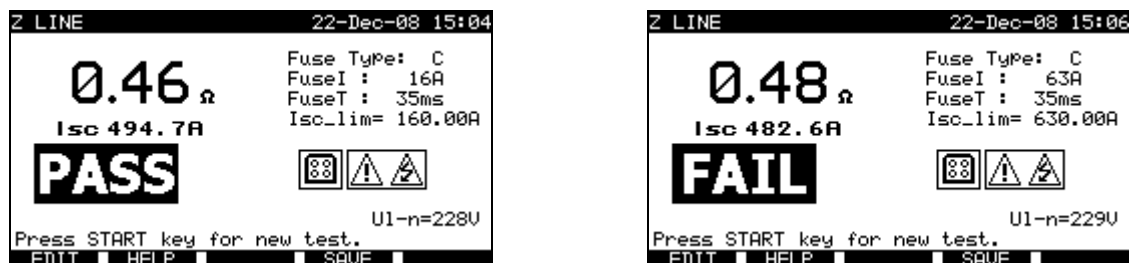 Z LINE 22-Dec-08 15:04
0.46 Ω
Isc 494.7A
PASS
Fuse Type: C
FuseI : 16A
FuseT : 35ms
Isc_lim= 160.00A
Ul-n=228V
Press START key for new test.
EDIT HELP SAVE
Z LINE 22-Dec-08 15:06
0.48 Ω
Isc 482.6A
FAIL
Fuse Type: C
FuseI : 63A
FuseT : 35ms
Isc_lim= 630.00A
Ul-n=229V
Press START key for new test.
EDIT HELP SAVE